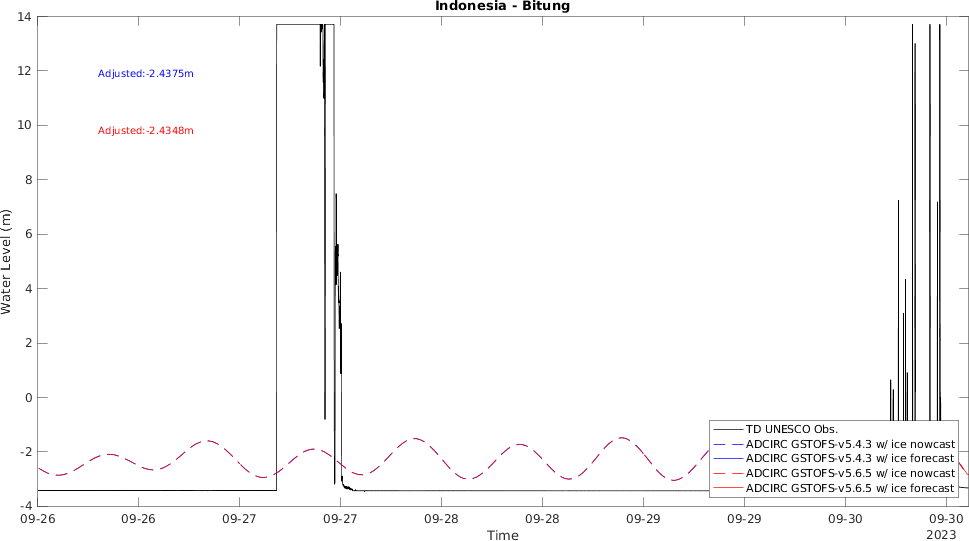 Indonesia - Bitung
14
12
10
8
6
4
2
0
-2
-4
Water Level (m)
Adjusted:-2.4375m
Adjusted:-2.4348m
TD UNESCO Obs.
ADCIRC GSTOFS-v5.4.3 w/ ice nowcast
ADCIRC GSTOFS-v5.4.3 w/ ice forecast
ADCIRC GSTOFS-v5.6.5 w/ ice nowcast
ADCIRC GSTOFS-v5.6.5 w/ ice forecast
09-26 09-26 09-27 09-27 09-28 09-28 09-29 09-29 09-30 09-30
2023
Time